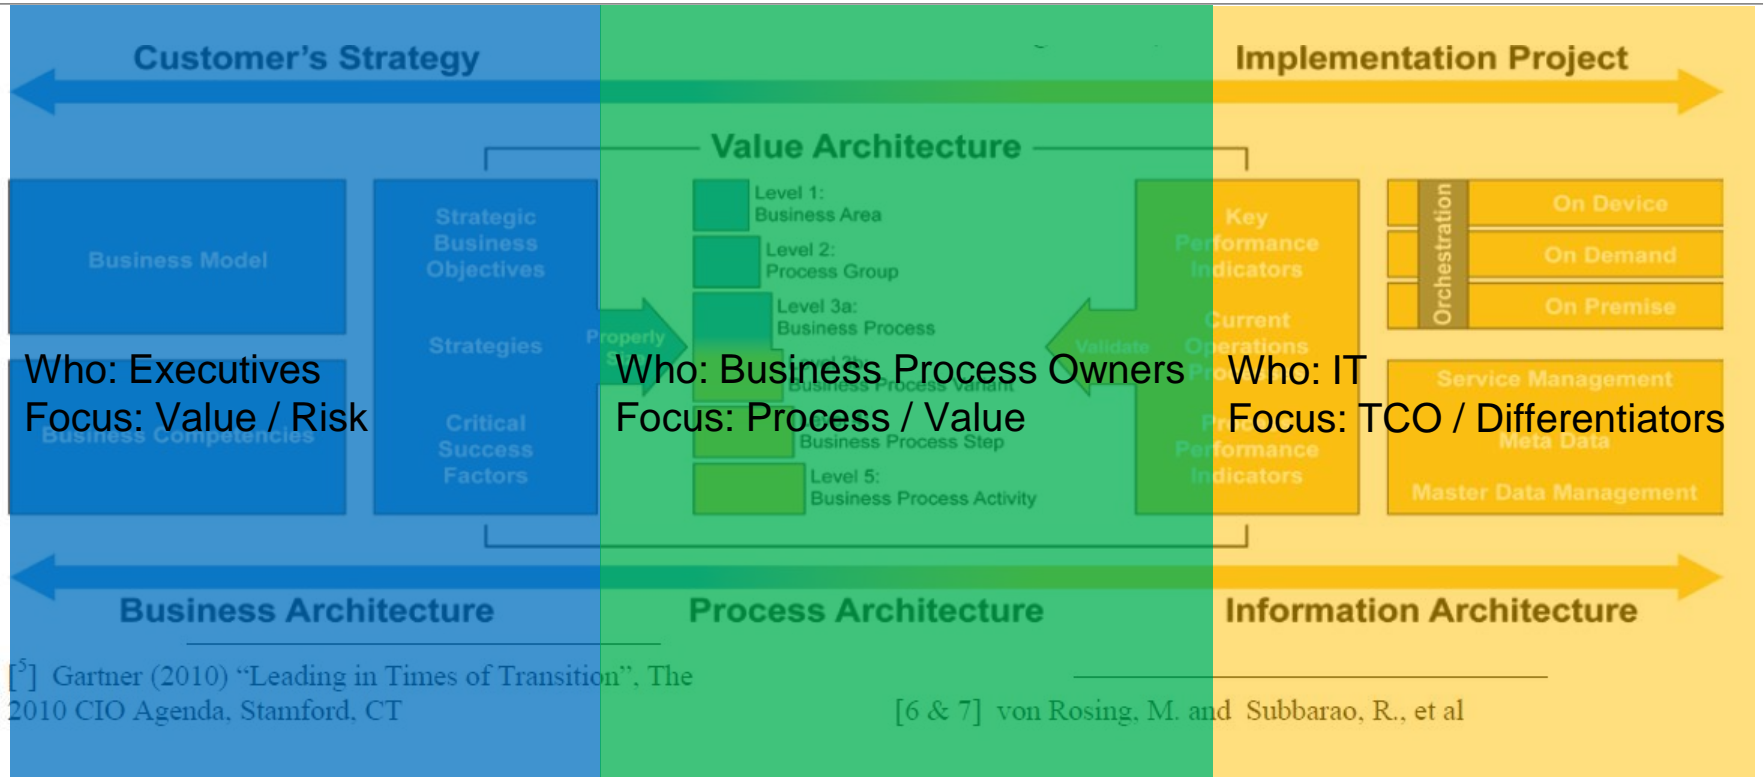 Customer's Strategy
Implementation Project
Value Architecture
Business Model
Business Competencies
Strategic
Business
Objectives
Strategies
Critical
Success
Factors
Properly
Level 1:
Business Area
Level 2:
Process Group
Level 3a:
Business Process
Level 3b:
Business Process Variant
Business Process Step
Level 5:
Business Process Activity
Validate
Key
Performance
Indicators
Current
Operations
Performance
Indicators
Orchestration
On Device
On Demand
On Premise
Service Management
Meta Data
Master Data Management
Who: Executives
Focus: Value / Risk
Who: Business Process Owners
Focus: Process / Value
Who: IT
Focus: TCO / Differentiators
Business Architecture
Process Architecture
Information Architecture
[5] Gartner (2010) “Leading in Times of Transition”, The
2010 CIO Agenda, Stamford, CT
[6 & 7] von Rosing, M. and Subbarao, R., et al